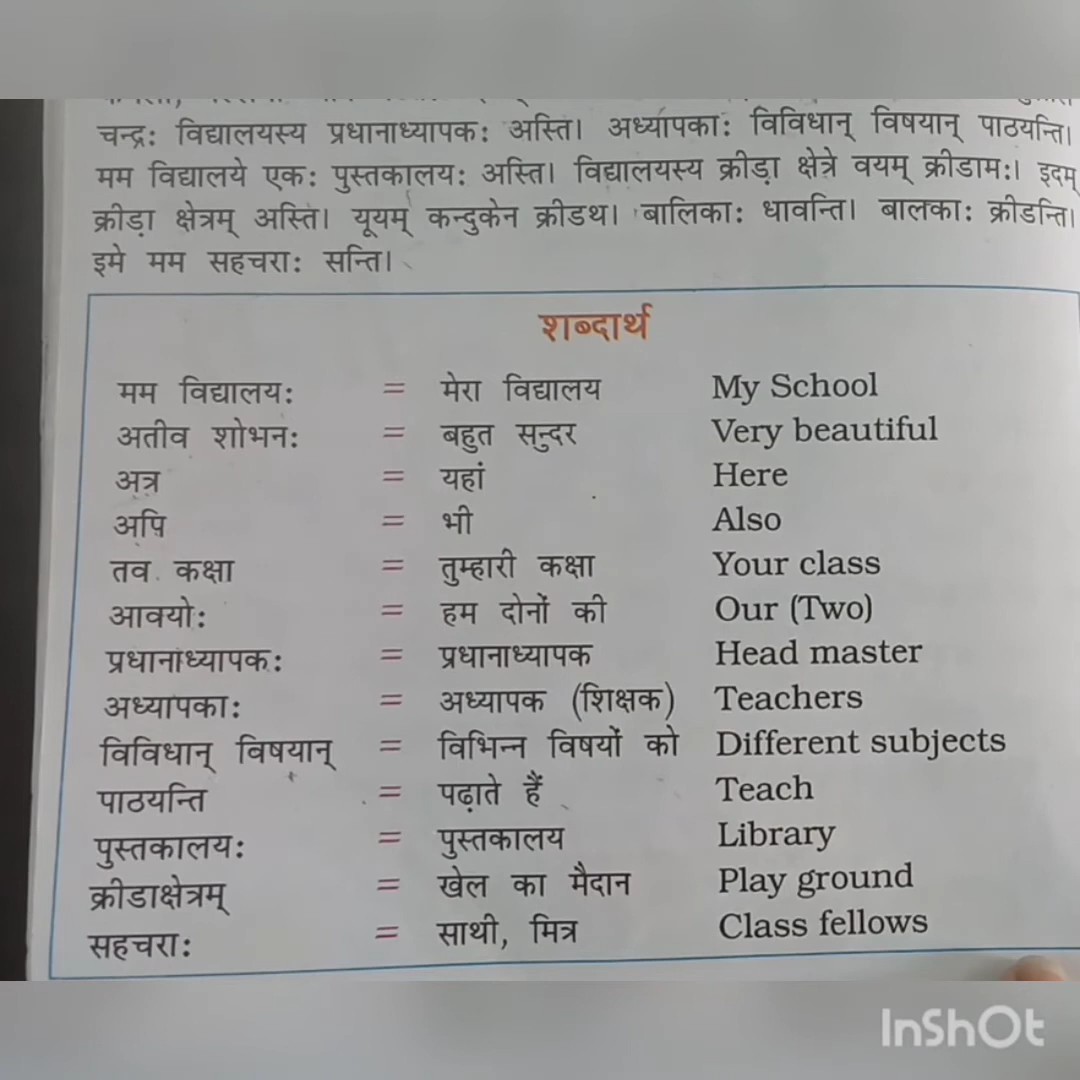 चन्द्रः विद्यालयस्य प्रधानाध्यापकः अस्ति। अध्यापकाः विविधान् विषयान् पाठयन्ति।
मम विद्यालये एकः पुस्तकालयः अस्ति। विद्यालयस्य क्रीड़ा क्षेत्रे वयम् क्रीडामः। इदम्
क्रीड़ा क्षेत्रम् अस्ति। यूयम् कन्दुकेन क्रीडथ। बालिकाः धावन्ति। बालकाः क्रीडन्ति।
इमे मम सहचराः सन्ति।
शब्दार्थ
मम विद्यालयः = मेरा विद्यालय My School
अतीव शोभनः = बहुत सुन्दर Very beautiful
अत्र = यहां Here
अपि = भी Also
तव कक्षा = तुम्हारी कक्षा Your class
आवयोः = हम दोनों की Our (Two)
प्रधानाध्यापकः = प्रधानाध्यापक Head master
अध्यापकाः = अध्यापक (शिक्षक) Teachers
विविधान् विषयान् = विभिन्न विषयों को Different subjects
पाठयन्ति = पढ़ाते हैं Teach
पुस्तकालयः = पुस्तकालय Library
क्रीडाक्षेत्रम् = खेल का मैदान Play ground
सहचराः = साथी, मित्र Class fellows
InShOt